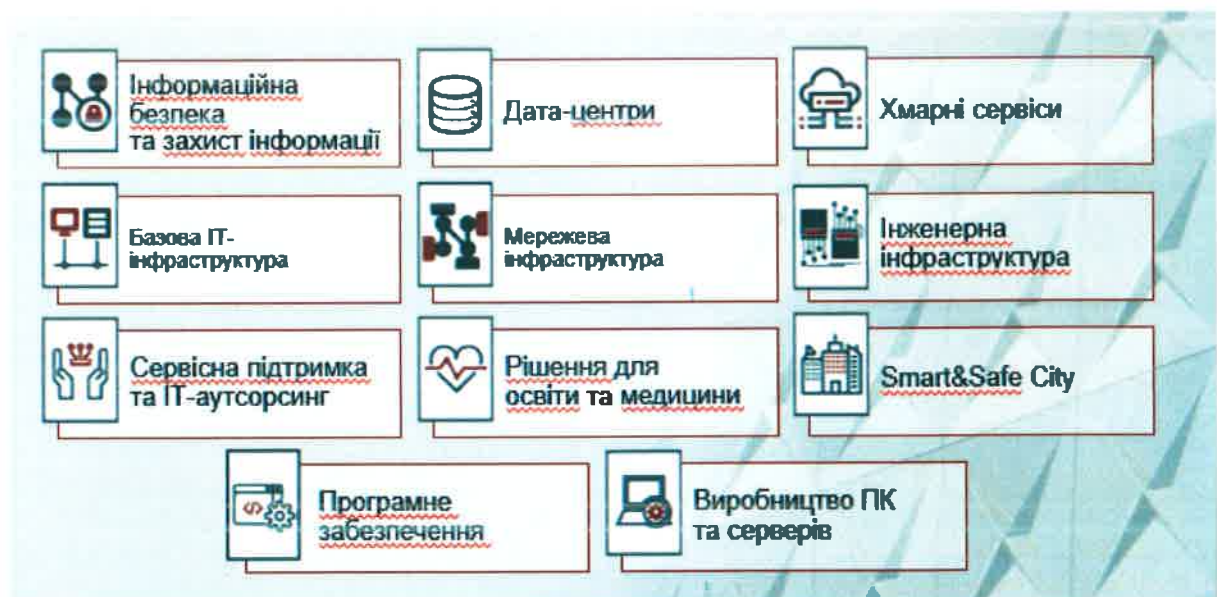 Інформаційна
безпека
та захист інформації
Дата-центри
Хмарні сервіси
Базова ІТ-
інфраструктура
Мережева
інфраструктура
Інженерна
інфраструктура
Сервісна підтримка
та ІТ-аутсорсинг
Рішення для
освіти та медицини
Smart&Safe City
Програмне
забезпечення
Виробництво ПК
та серверів